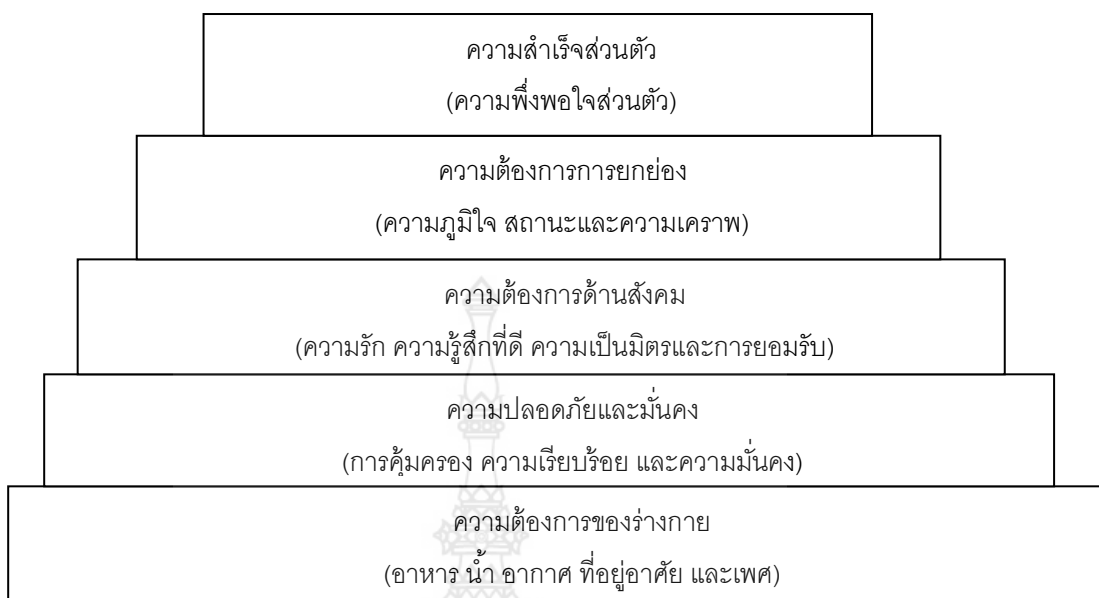 ความสำเร็จส่วนตัว
(ความพึ่งพอใจส่วนตัว)
ความต้องการการยกย่อง
(ความภูมิใจ สถานะและความเคราพ)
ความต้องการด้านสังคม
(ความรัก ความรู้สึกที่ดี ความเป็นมิตรและการยอมรับ)
ความปลอดภัยและมั่นคง
(การคุ้มครอง ความเรียบร้อย และความมั่นคง)
ความต้องการของร่างกาย
(อาหาร น้ำ อากาศ ที่อยู่อาศัย และเพศ)